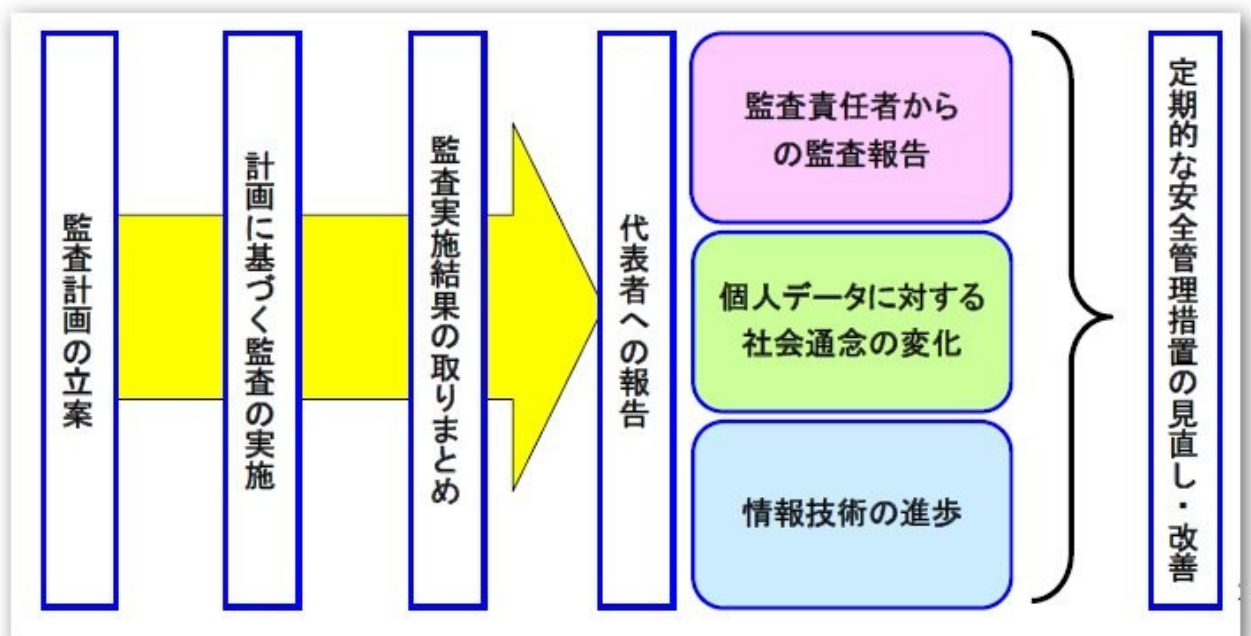 監査計画の立案
計画に基づく監査の実施
監査実施結果の取りまとめ
代表者への報告
監査責任者から
の監査報告
個人データに対する
社会通念の変化
情報技術の進歩
定期的な安全管理措置の見直し・改善